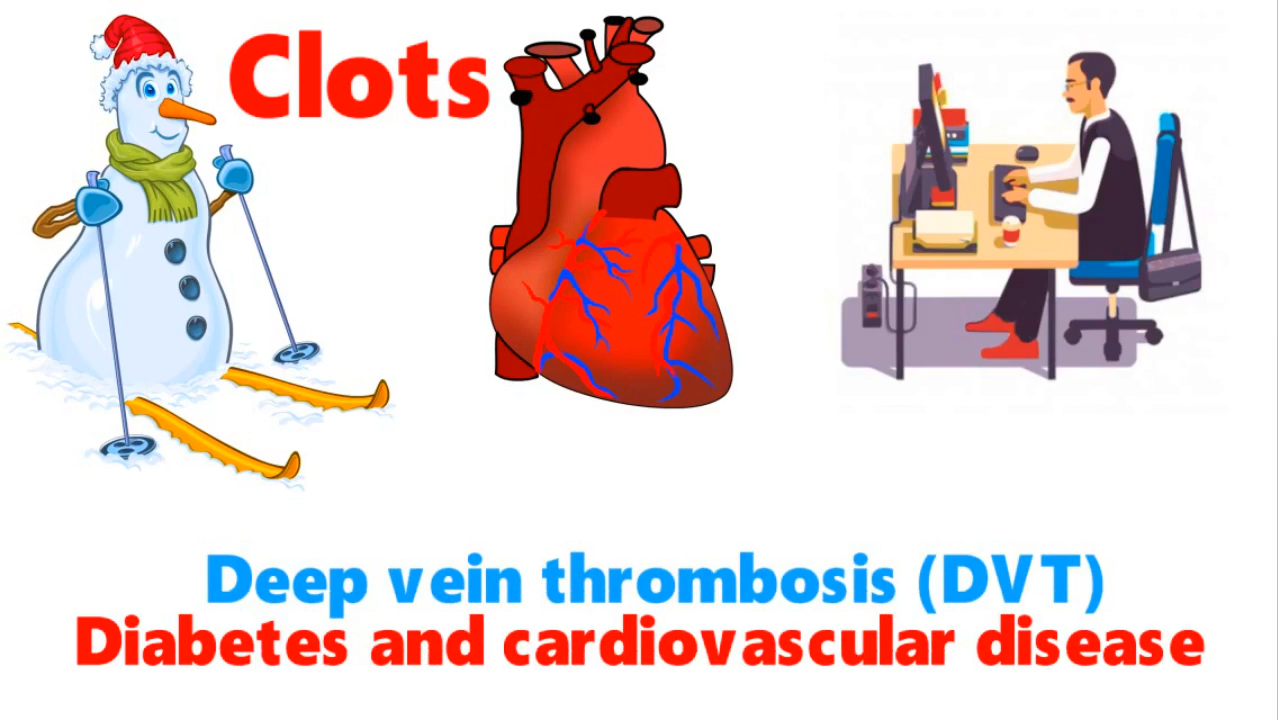 Clots
Deep vein thrombosis (DVT)
Diabetes and cardiovascular disease